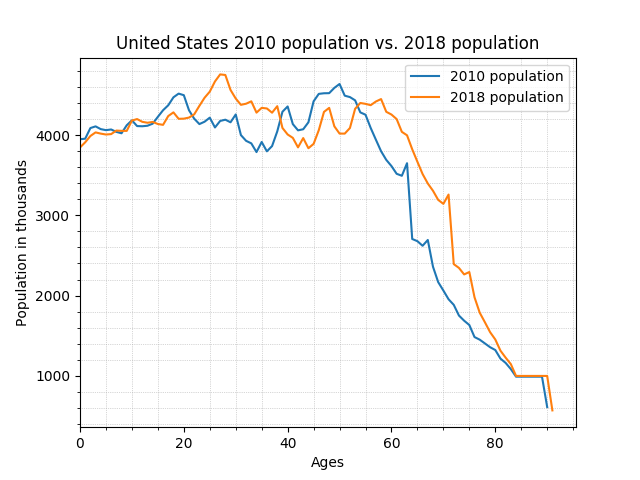 United States 2010 population vs. 2018 population
2010 population
2018 population
Population in thousands
4000
3000
2000
1000
0
20
40
60
80
Ages